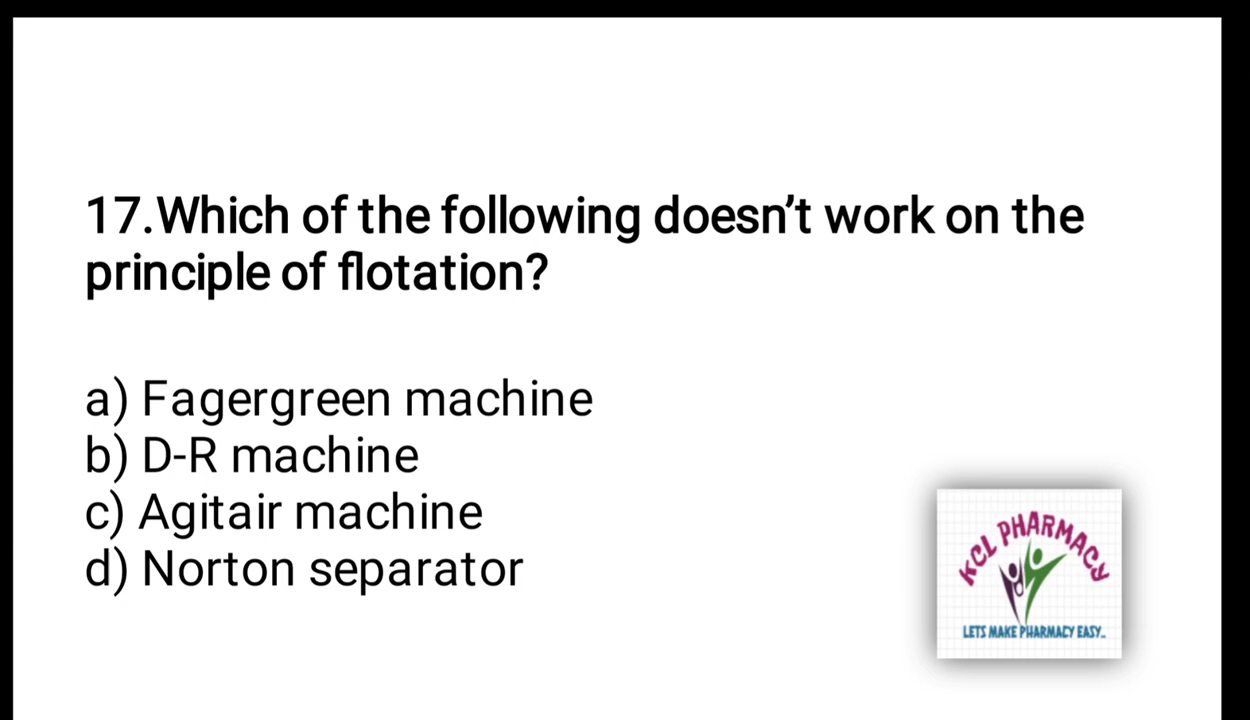 17.Which of the following doesn't work on the
principle of flotation?
a) Fagergreen machine
b) D-R machine
c) Agitair machine
d) Norton separator
KCL PHARMACY
LETS MAKE PHARMACY EASY..